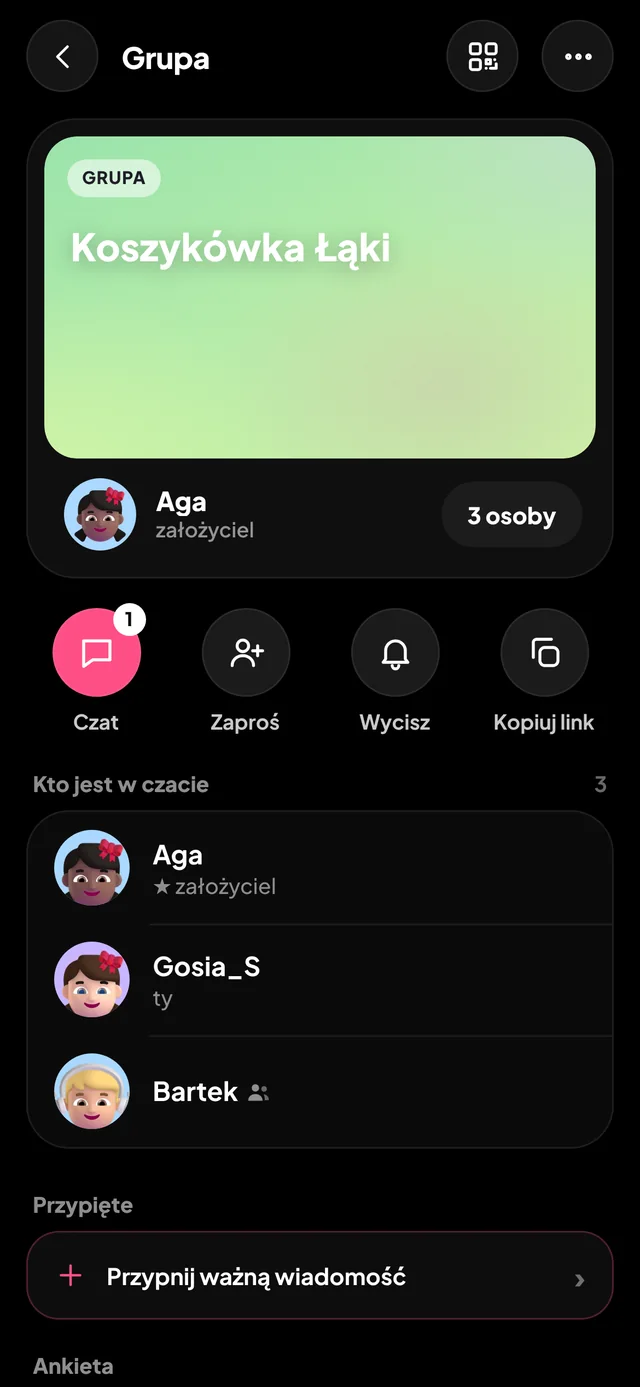 Grupa
GRUPA
Koszykówka Łąki
Aga
założyciel
3 osoby
1
Czat
Zaproś
Wycisz
Kopiuj link
Kto jest w czacie
3
Aga
★ założyciel
Gosia_S
ty
Bartek
Przypięte
Przypnij ważną wiadomość
Ankieta